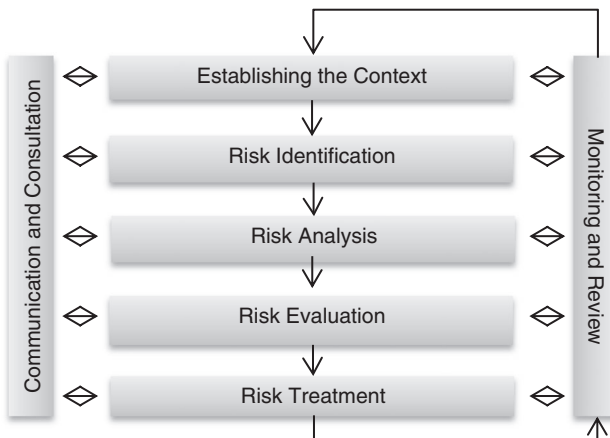 Communication and Consultation
Establishing the Context
Risk Identification
Risk Analysis
Risk Evaluation
Risk Treatment
Monitoring and Review